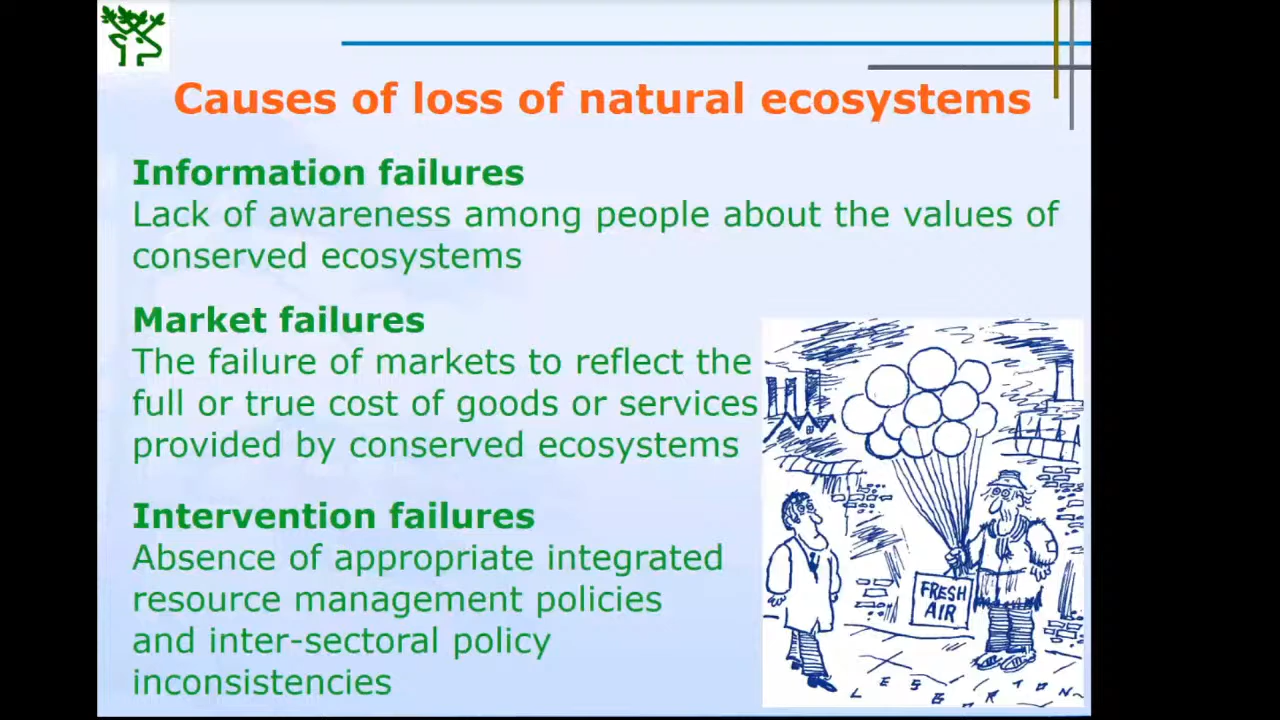 Causes of loss of natural ecosystems
Information failures
Lack of awareness among people about the values of
conserved ecosystems
Market failures
The failure of markets to reflect the
full or true cost of goods or services
provided by conserved ecosystems
Intervention failures
Absence of appropriate integrated
resource management policies
and inter-sectoral policy
inconsistencies
FRESH
AIR